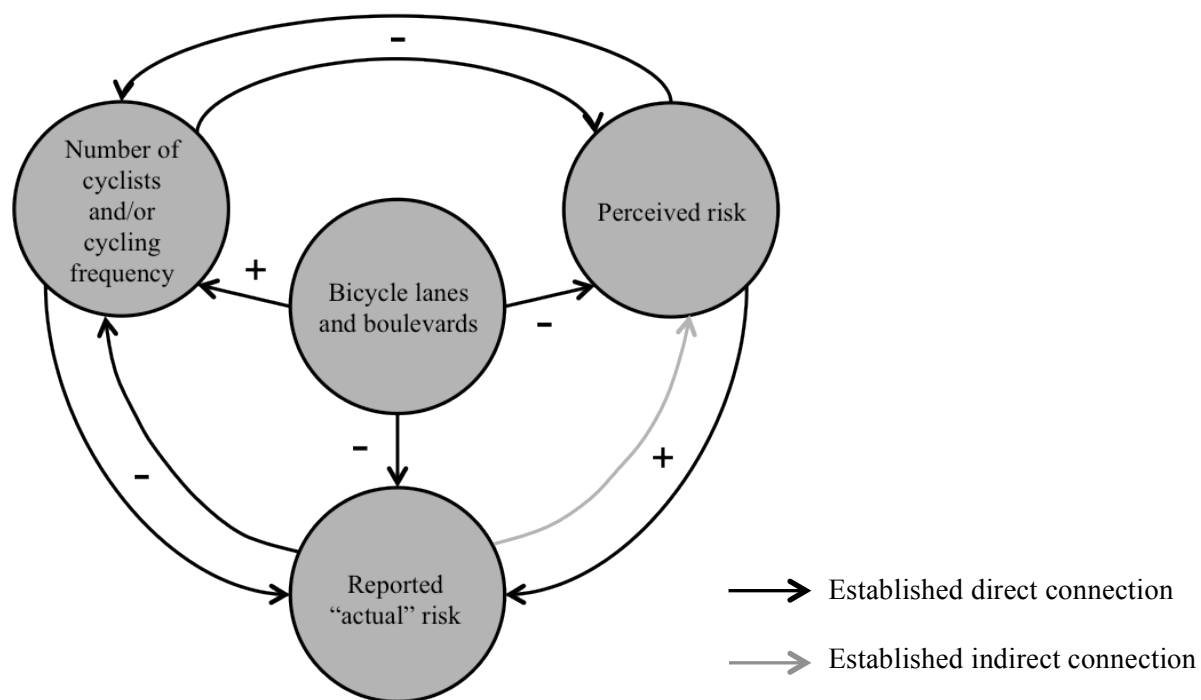 -
Number of
cyclists
and/or
cycling
frequency
Perceived risk
+
Bicycle lanes
and boulevards
-
-
-
+
Reported
“actual” risk
Established direct connection
Established indirect connection